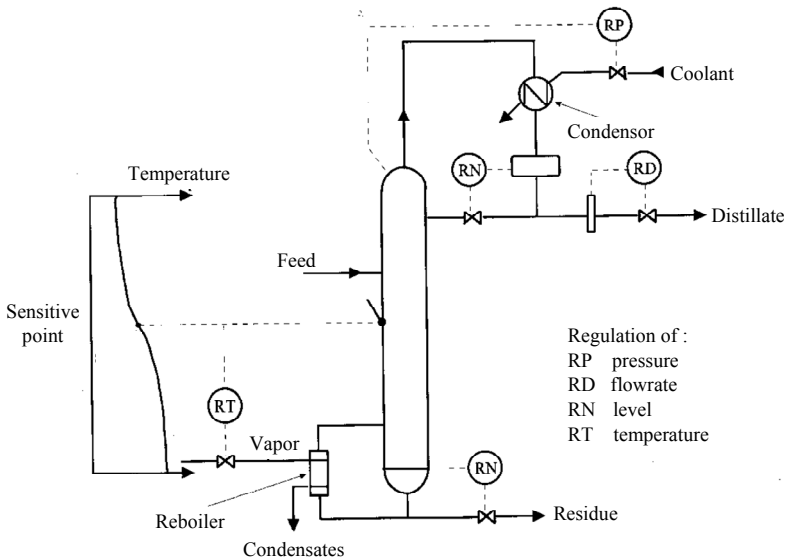 RP
Coolant
Condensor
Temperature
RN
RD
Distillate
Feed
Sensitive
point
Regulation of :
RP pressure
RD flowrate
RN level
RT temperature
RT
Vapor
RN
Reboiler
Residue
Condensates